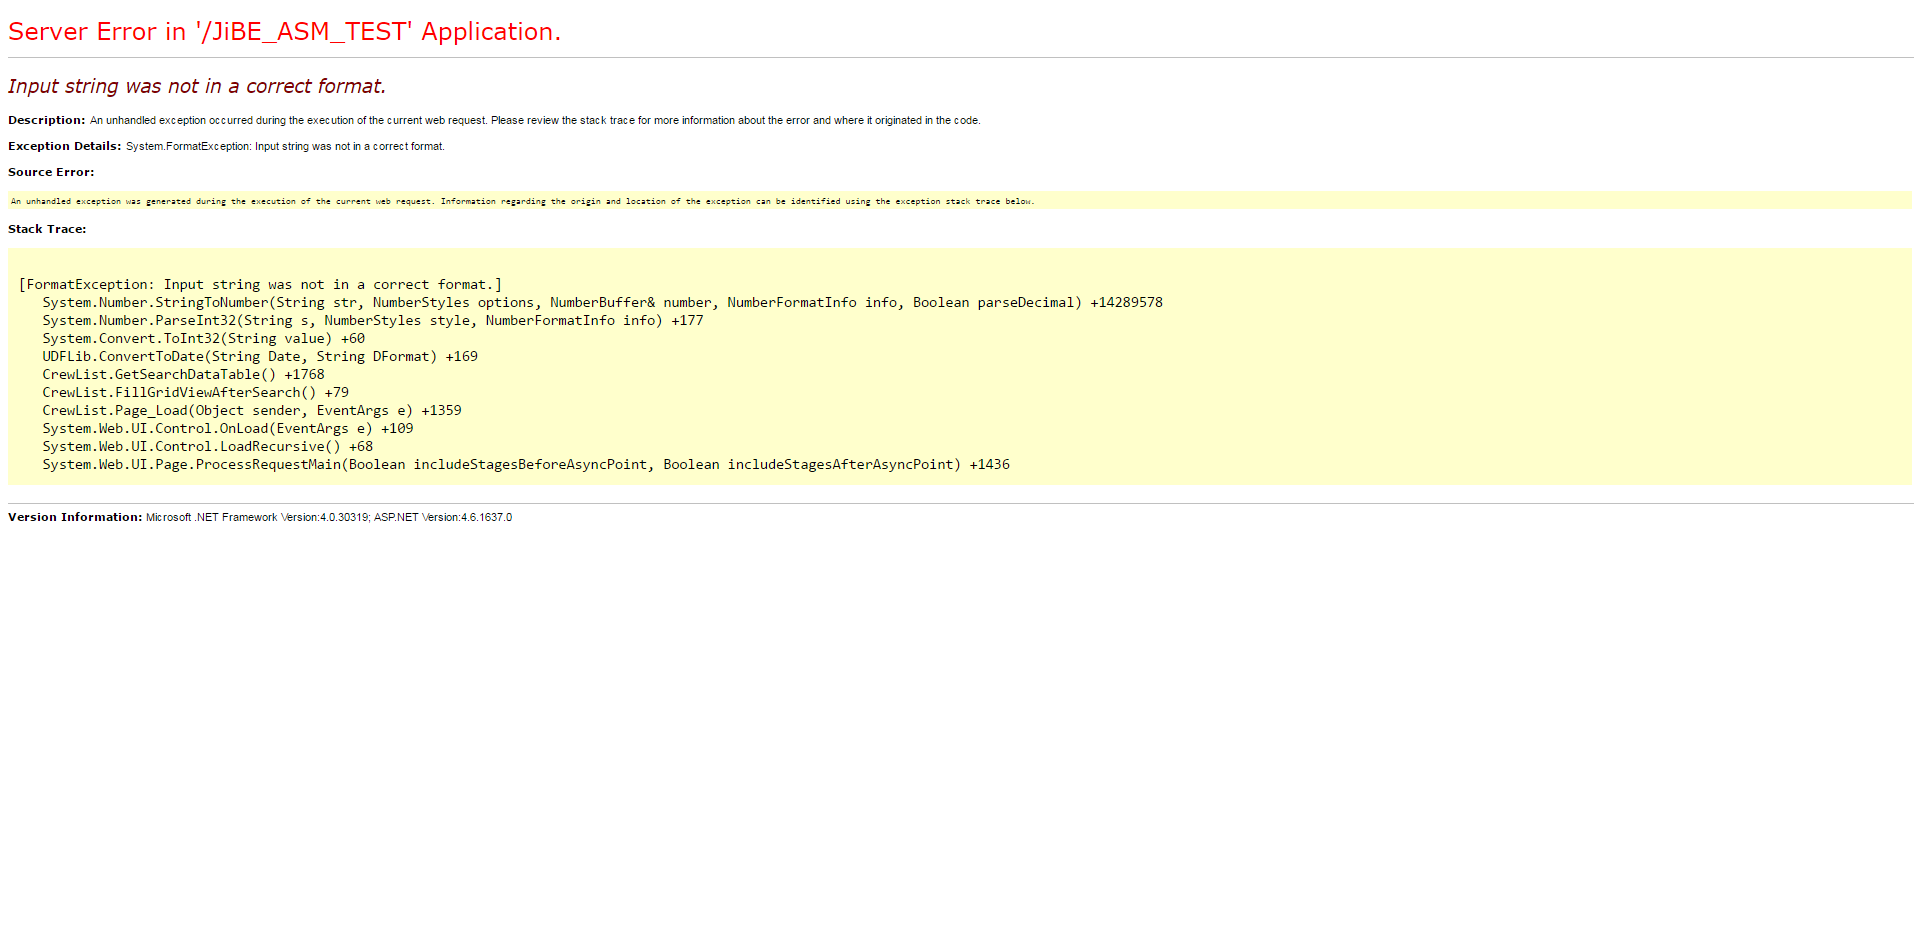 Server Error in '/JiBE_ASM_TEST' Application.
Input string was not in a correct format.
Description: An unhandled exception occurred during the execution of the current web request. Please review the stack trace for more information about the error and where it originated in the code.
Exception Details: System.FormatException: Input string was not in a correct format.
Source Error:
An unhandled exception was generated during the execution of the current web request. Information regarding the origin and location of the exception can be identified using the exception stack trace below.
Stack Trace:
[FormatException: Input string was not in a correct format.]
System.Number.StringToNumber(String str, NumberStyles options, NumberBuffer& number, NumberFormatInfo info, Boolean parseDecimal) +14289578
System.Number.ParseInt32(String s, NumberStyles style, NumberFormatInfo info) +177
System.Convert.ToInt32(String value) +60
UDFLib.ConvertToDate(String Date, String DFormat) +169
CrewList.GetSearchDataTable() +1768
CrewList.FillGridViewAfterSearch() +79
CrewList.Page_Load(Object sender, EventArgs e) +1359
System.Web.UI.Control.OnLoad(EventArgs e) +109
System.Web.UI.Control.LoadRecursive() +68
System.Web.UI.Page.ProcessRequestMain(Boolean includeStagesBeforeAsyncPoint, Boolean includeStagesAfterAsyncPoint) +1436
Version Information: Microsoft .NET Framework Version:4.0.30319; ASP.NET Version:4.6.1637.0